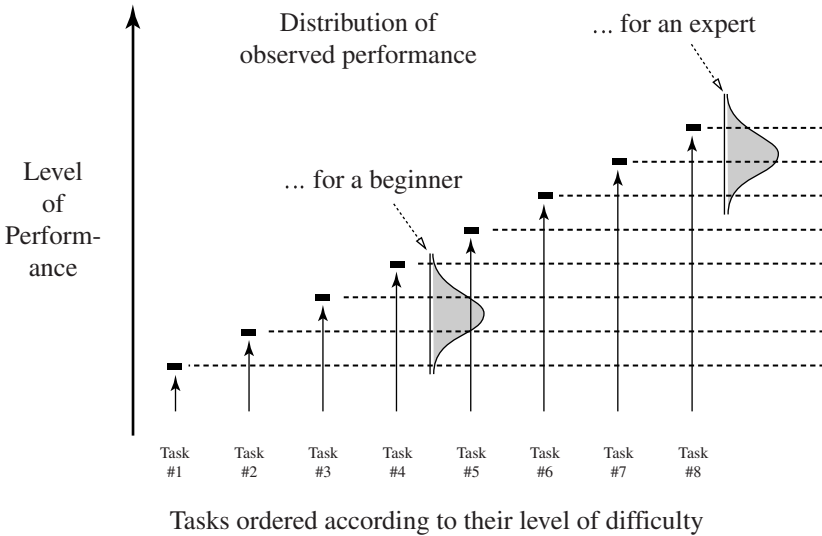 Distribution of
observed performance
... for an expert
... for a beginner
Level
of
Perform-
ance
Task
#1
Task
#2
Task
#3
Task
#4
Task
#5
Task
#6
Task
#7
Task
#8
Tasks ordered according to their level of difficulty